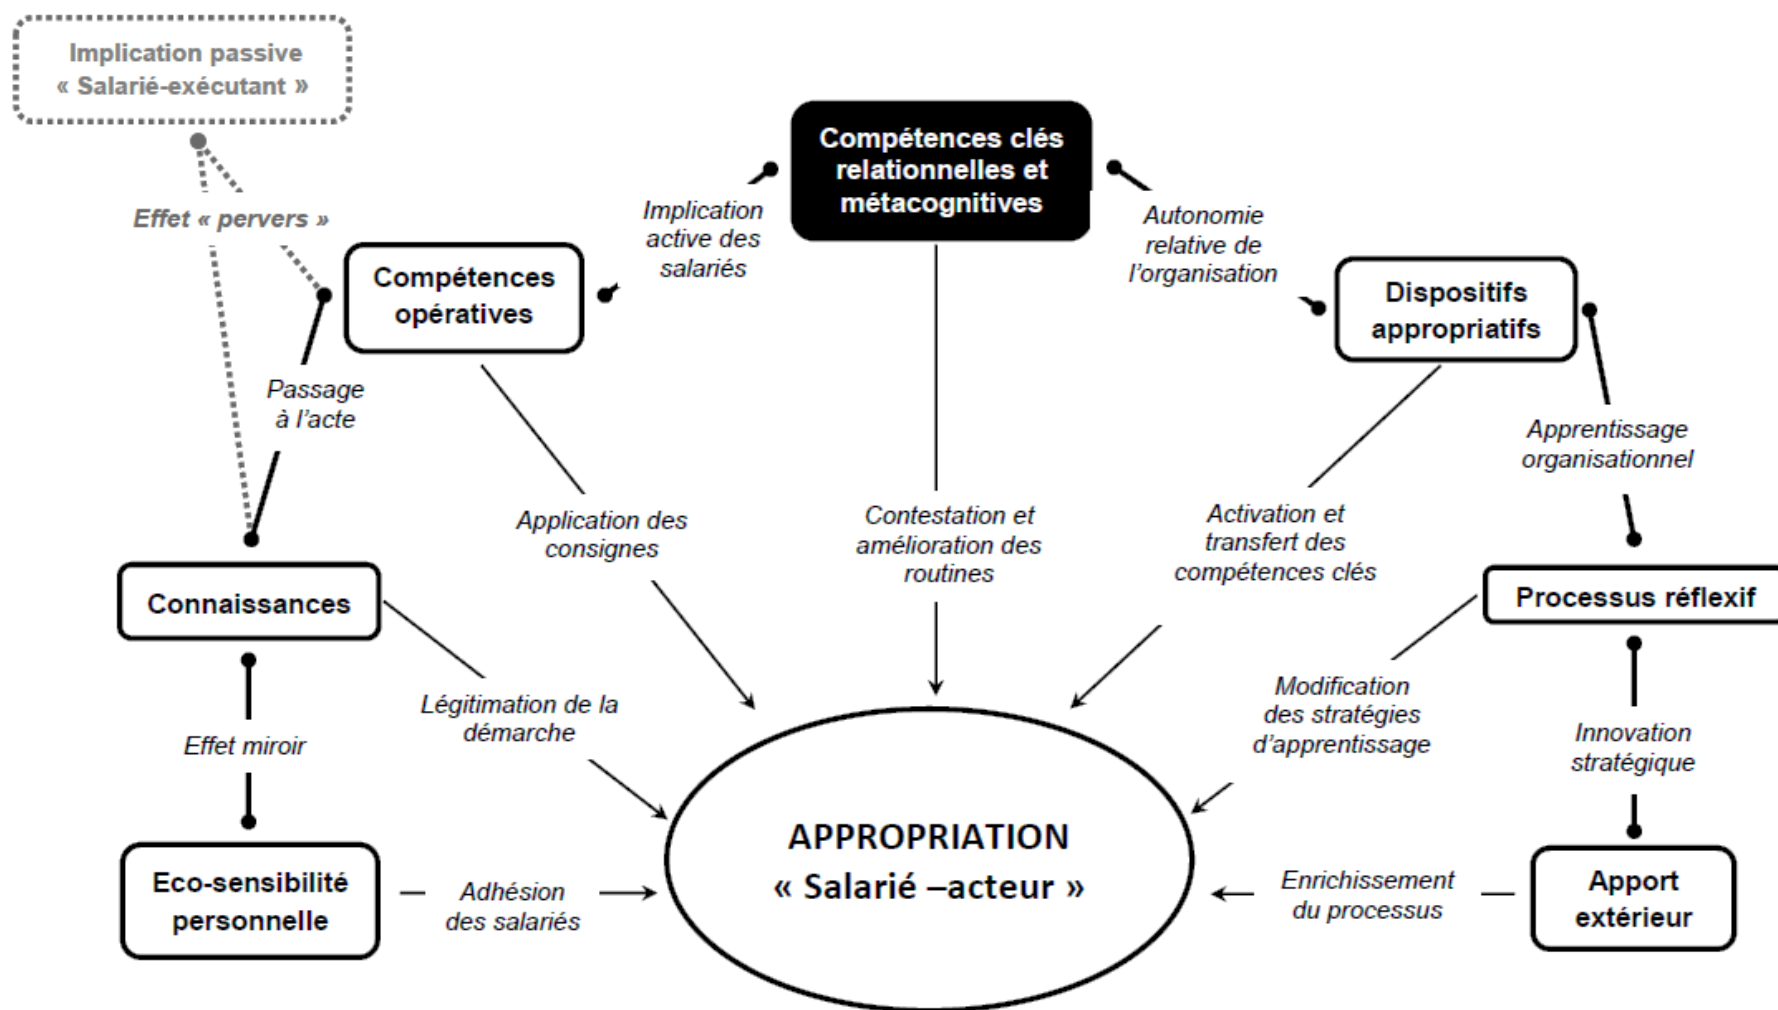 Implication passive
« Salarié-exécutant »
Effet « pervers »
Compétences clés
relationnelles et
métacognitives
Implication
active des
salariés
Autonomie
relative de
l’organisation
Compétences
opératives
Dispositifs
appropriatifs
Passage
à l’acte
Apprentissage
organisationnel
Application des
consignes
Contestation et
amélioration des
routines
Activation et
transfert des
compétences clés
Connaissances
Processus réflexif
Légitimation de la
démarche
Modification
des stratégies
d’apprentissage
Effet miroir
Innovation
stratégique
Eco-sensibilité
personnelle
Adhésion
des salariés
APPROPRIATION
« Salarié –acteur »
Enrichissement
du processus
Apport
extérieur